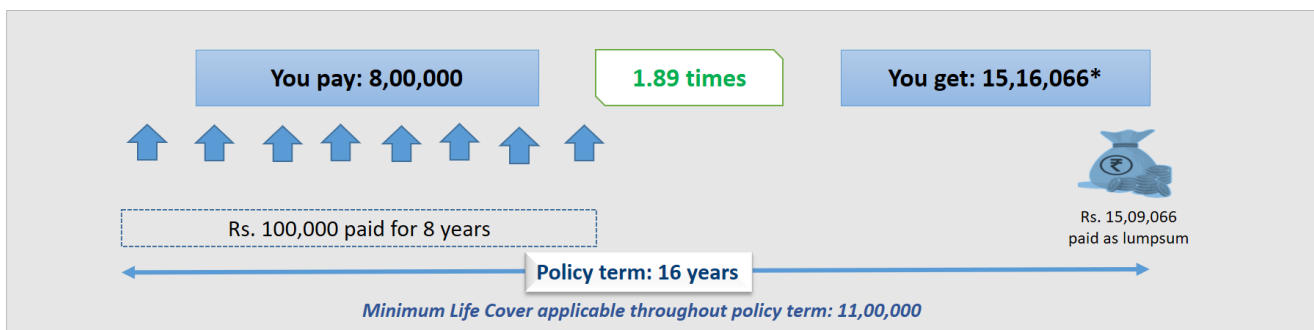 You pay: 8,00,000
1.89 times
You get: 15,16,066*
₹
Rs. 100,000 paid for 8 years
Rs. 15,09,066
paid as lumpsum
Policy term: 16 years
Minimum Life Cover applicable throughout policy term: 11,00,000